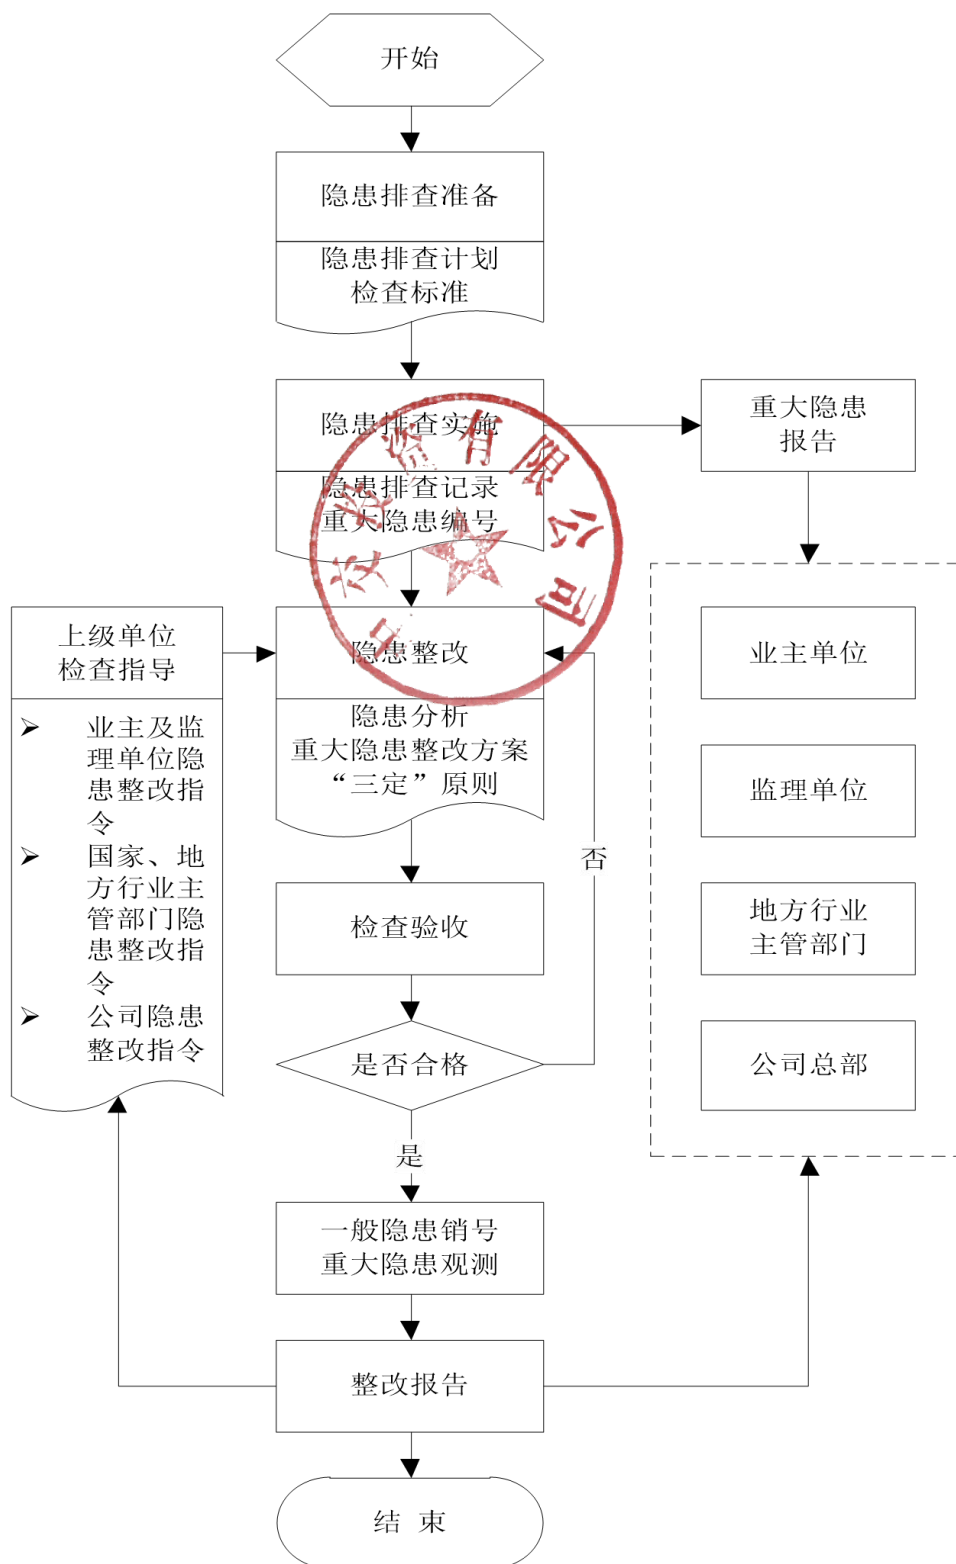 开始
隐患排查准备
隐患排查计划
检查标准
隐患排查实施
隐患排查记录
重大隐患编号
重大隐患
报告
业主单位
监理单位
地方行业
主管部门
公司总部
上级单位
检查指导
➢ 业主及监
理单位隐
患整改指
令
➢ 国家、地
方行业主
管部门隐
患整改指
令
➢ 公司隐患
整改指令
隐患整改
隐患分析
重大隐患整改方案
“三定”原则
检查验收
是否合格
否
是
一般隐患销号
重大隐患观测
整改报告
结 束
中交投资有限公司